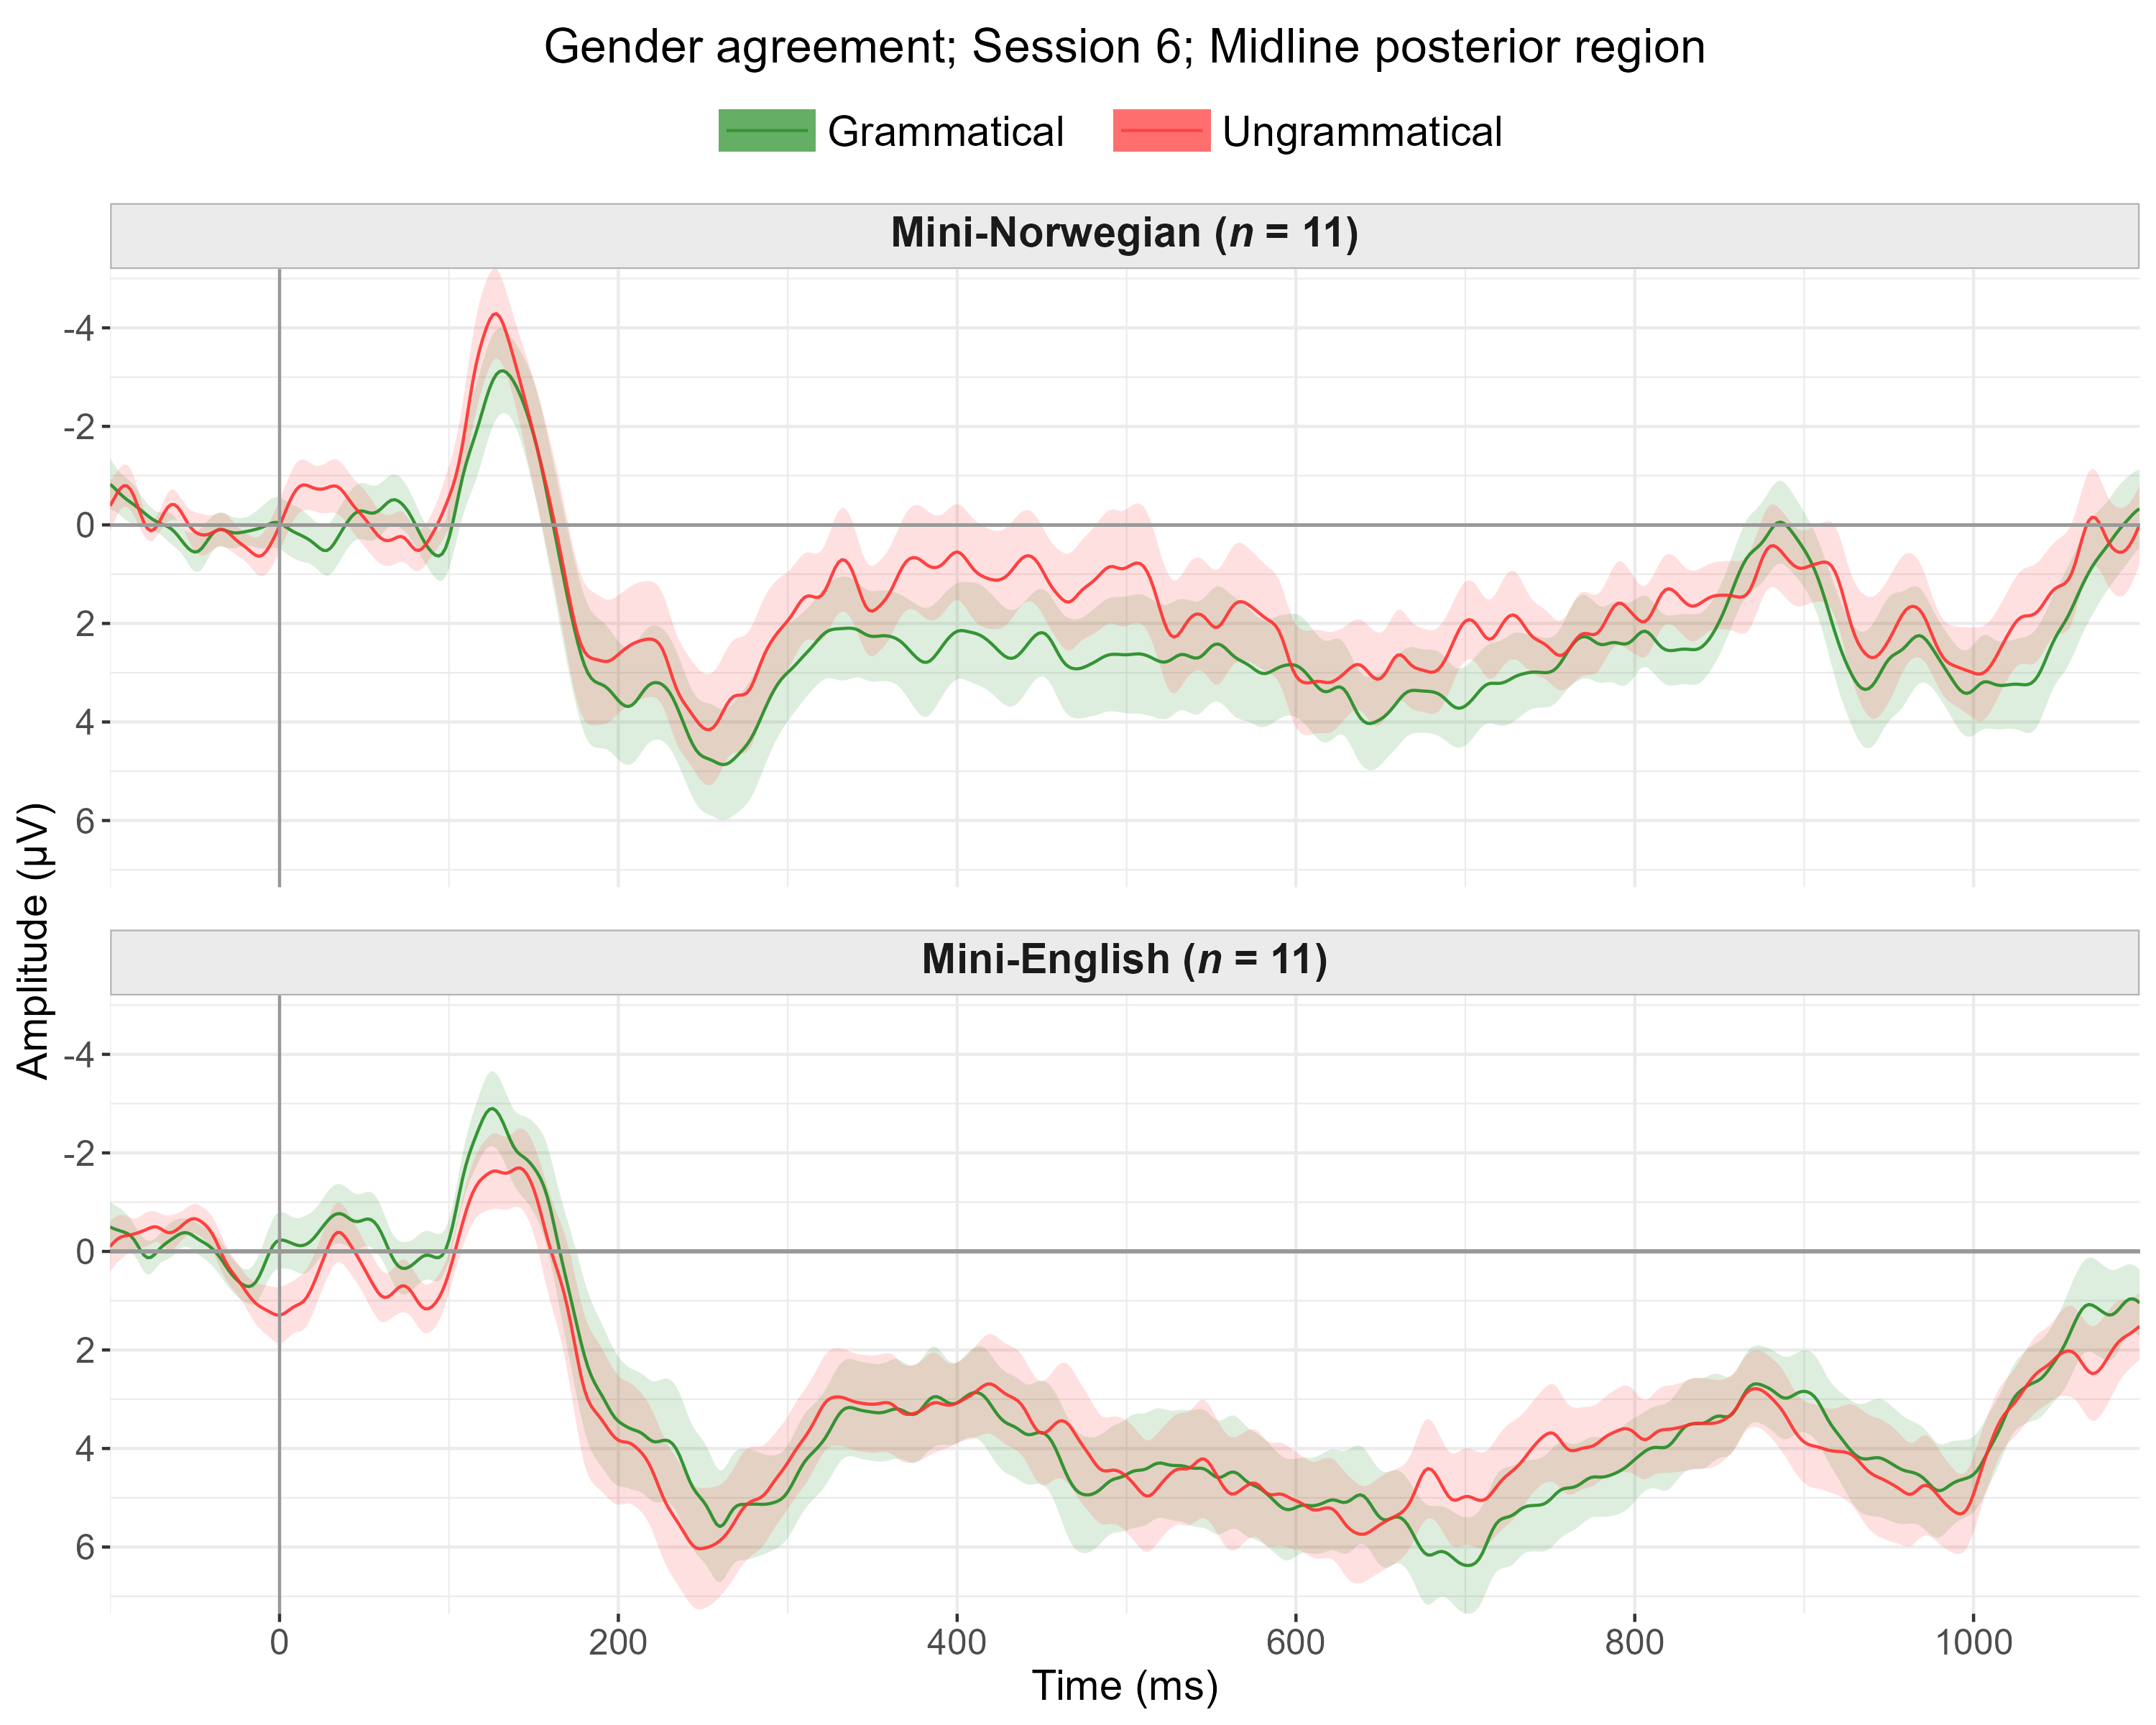 Gender agreement; Session 6; Midline posterior region
Grammatical
Ungrammatical
Mini-Norwegian (n = 11)
-4
-2
0
2
4
6
Mini-English (n = 11)
-4
-2
0
2
4
6
Amplitude (µV)
0
200
400
600
800
1000
Time (ms)